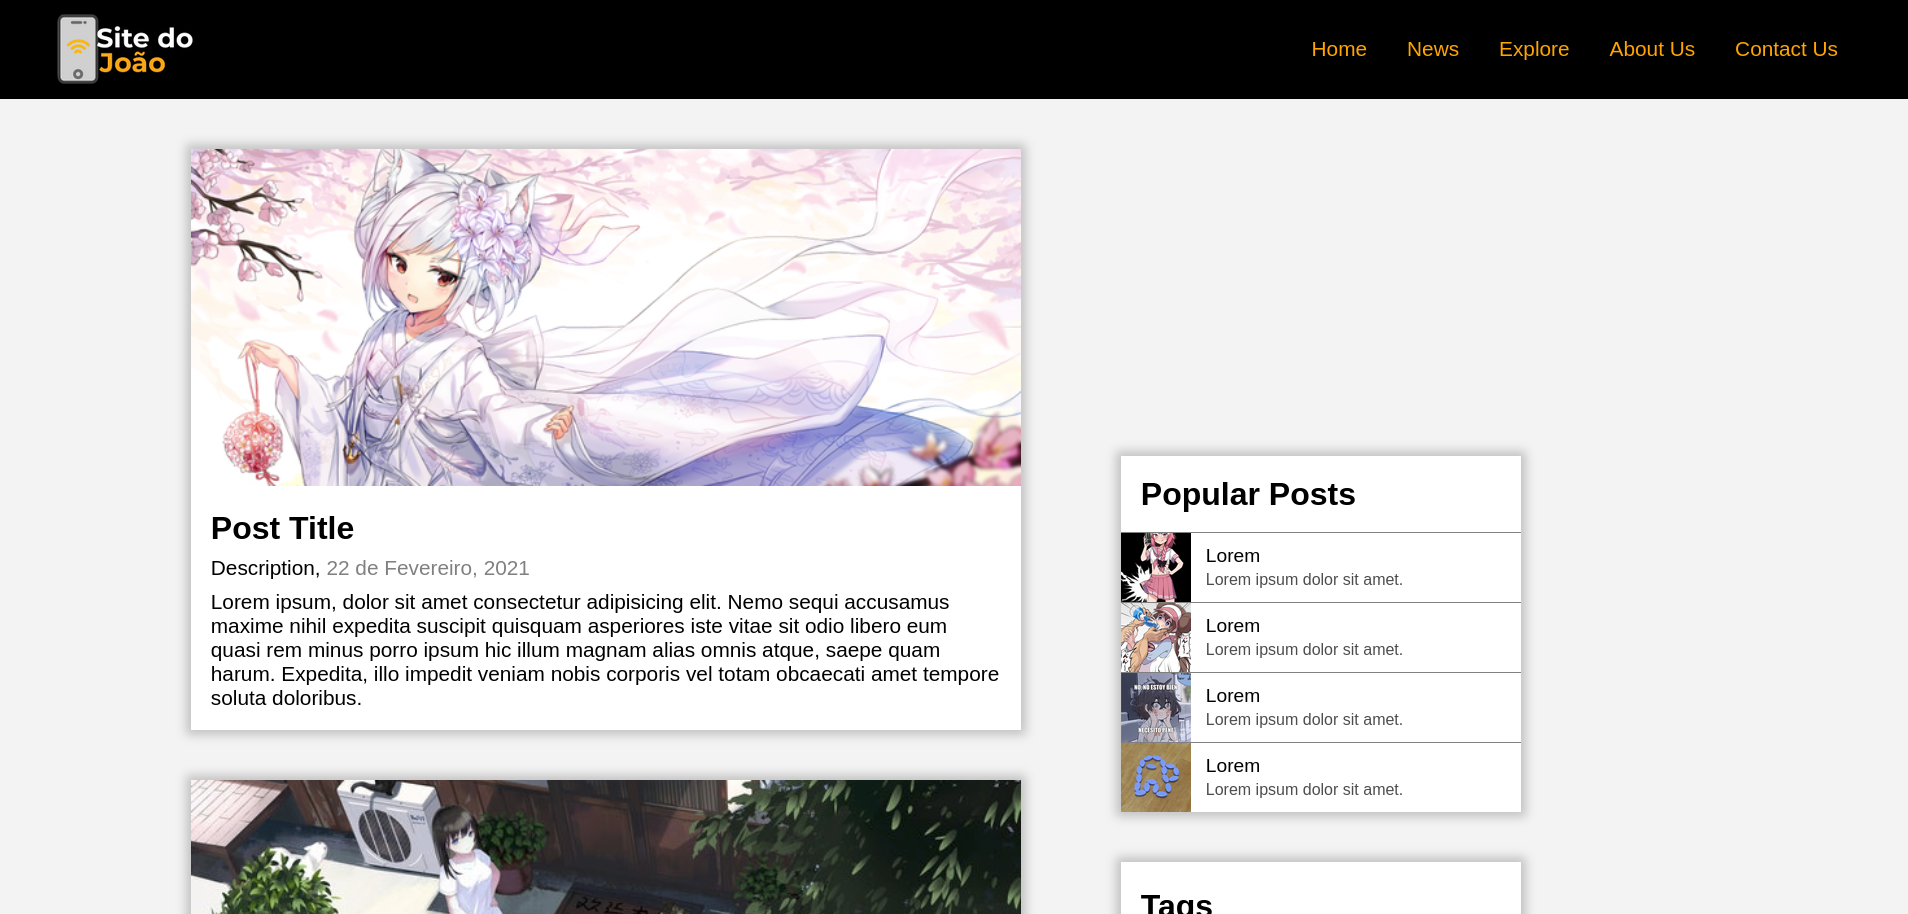 Site do
João
Home
News
Explore
About Us
Contact Us
Post Title
Description, 22 de Fevereiro, 2021
Lorem ipsum, dolor sit amet consectetur adipisicing elit. Nemo sequi accusamus
maxime nihil expedita suscipit quisquam asperiores iste vitae sit odio libero eum
quasi rem minus porro ipsum hic illum magnam alias omnis atque, saepe quam
harum. Expedita, illo impedit veniam nobis corporis vel totam obcaecati amet tempore
soluta doloribus.
Popular Posts
Lorem
Lorem ipsum dolor sit amet.
Lorem
Lorem ipsum dolor sit amet.
NO, NO ESTOY BIEN
NECESITO
Lorem
Lorem ipsum dolor sit amet.
Lorem
Lorem ipsum dolor sit amet.
Tags